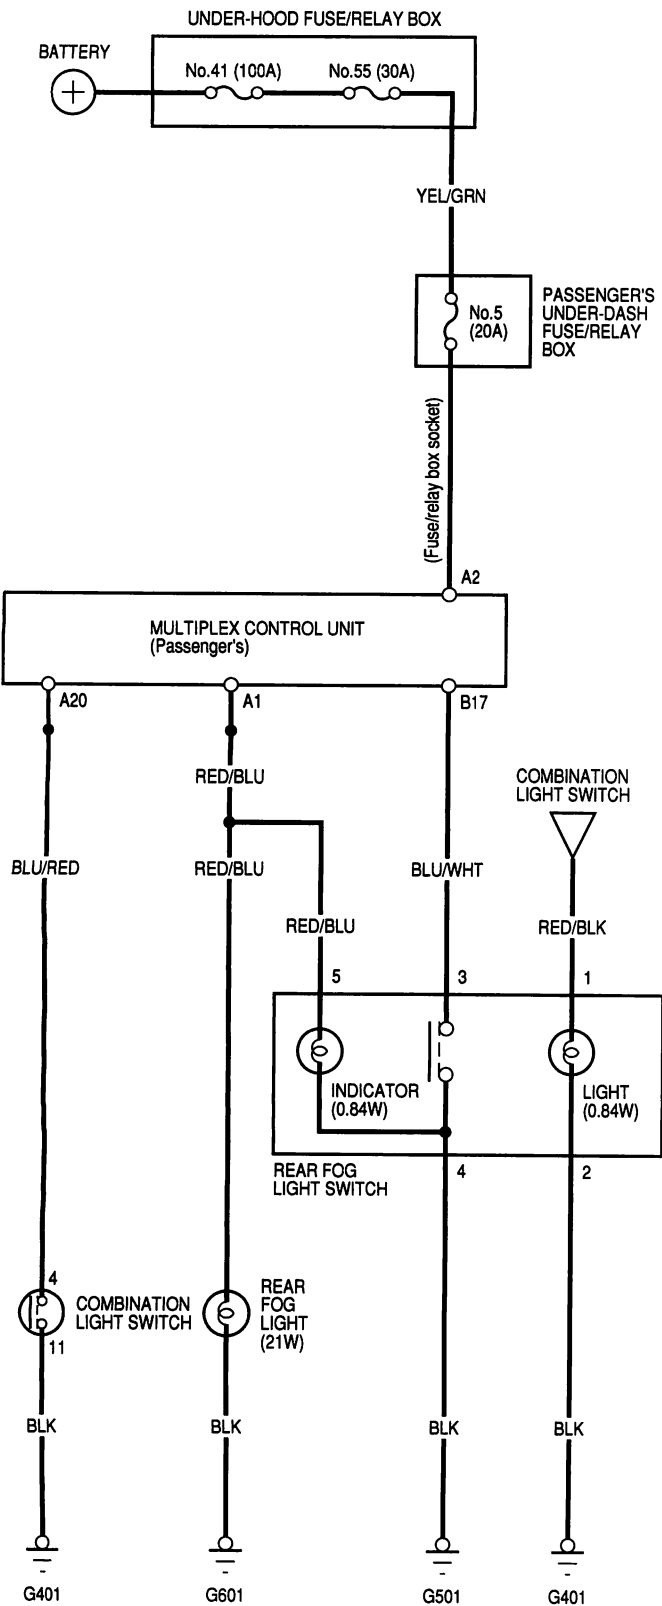 UNDER-HOOD FUSE/RELAY BOX
BATTERY
No.41 (100A)
No.55 (30A)
YEL/GRN
No.5
(20A)
PASSENGER'S
UNDER-DASH
FUSE/RELAY
BOX
(Fuse/relay box socket)
A2
MULTIPLEX CONTROL UNIT
(Passenger's)
A20
A1
B17
RED/BLU
COMBINATION
LIGHT SWITCH
BLU/RED
RED/BLU
BLU/WHT
RED/BLU
RED/BLK
5
3
1
INDICATOR
(0.84W)
LIGHT
(0.84W)
REAR FOG
LIGHT SWITCH
4
2
4
COMBINATION
LIGHT SWITCH
11
REAR
FOG
LIGHT
(21W)
BLK
BLK
BLK
BLK
G401
G601
G501
G401